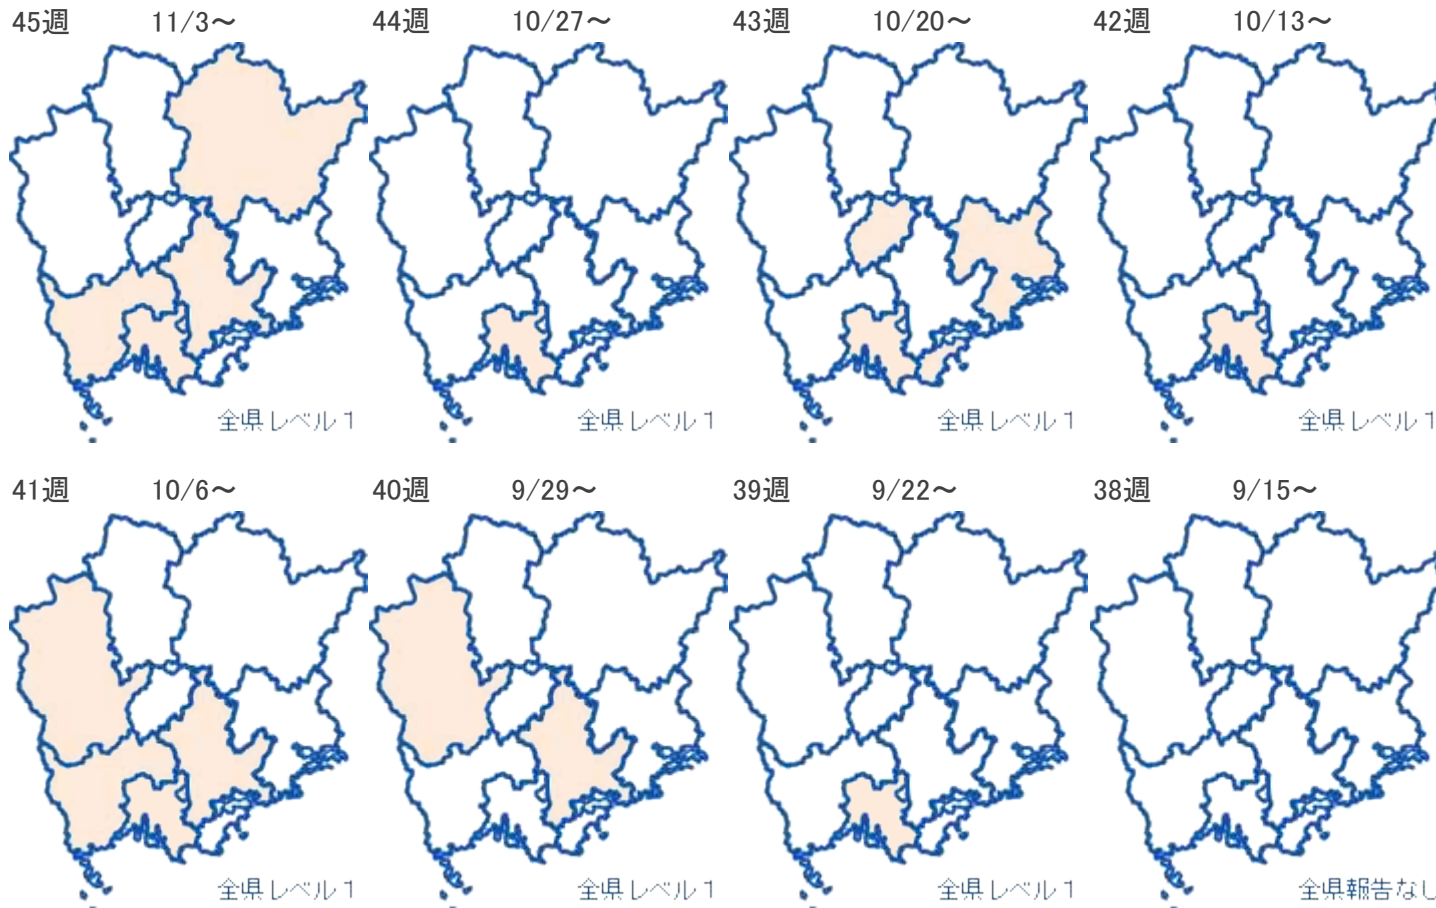 45週 11/3～ 44週 10/27～ 43週 10/20～ 42週 10/13～
全県レベル１ 全県レベル１ 全県レベル１ 全県レベル１
41週 10/6～ 40週 9/29～ 39週 9/22～ 38週 9/15～
全県レベル１ 全県レベル１ 全県レベル１ 全県報告なし